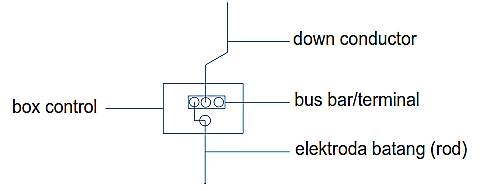 down conductor
box control
bus bar/terminal
elektroda batang (rod)